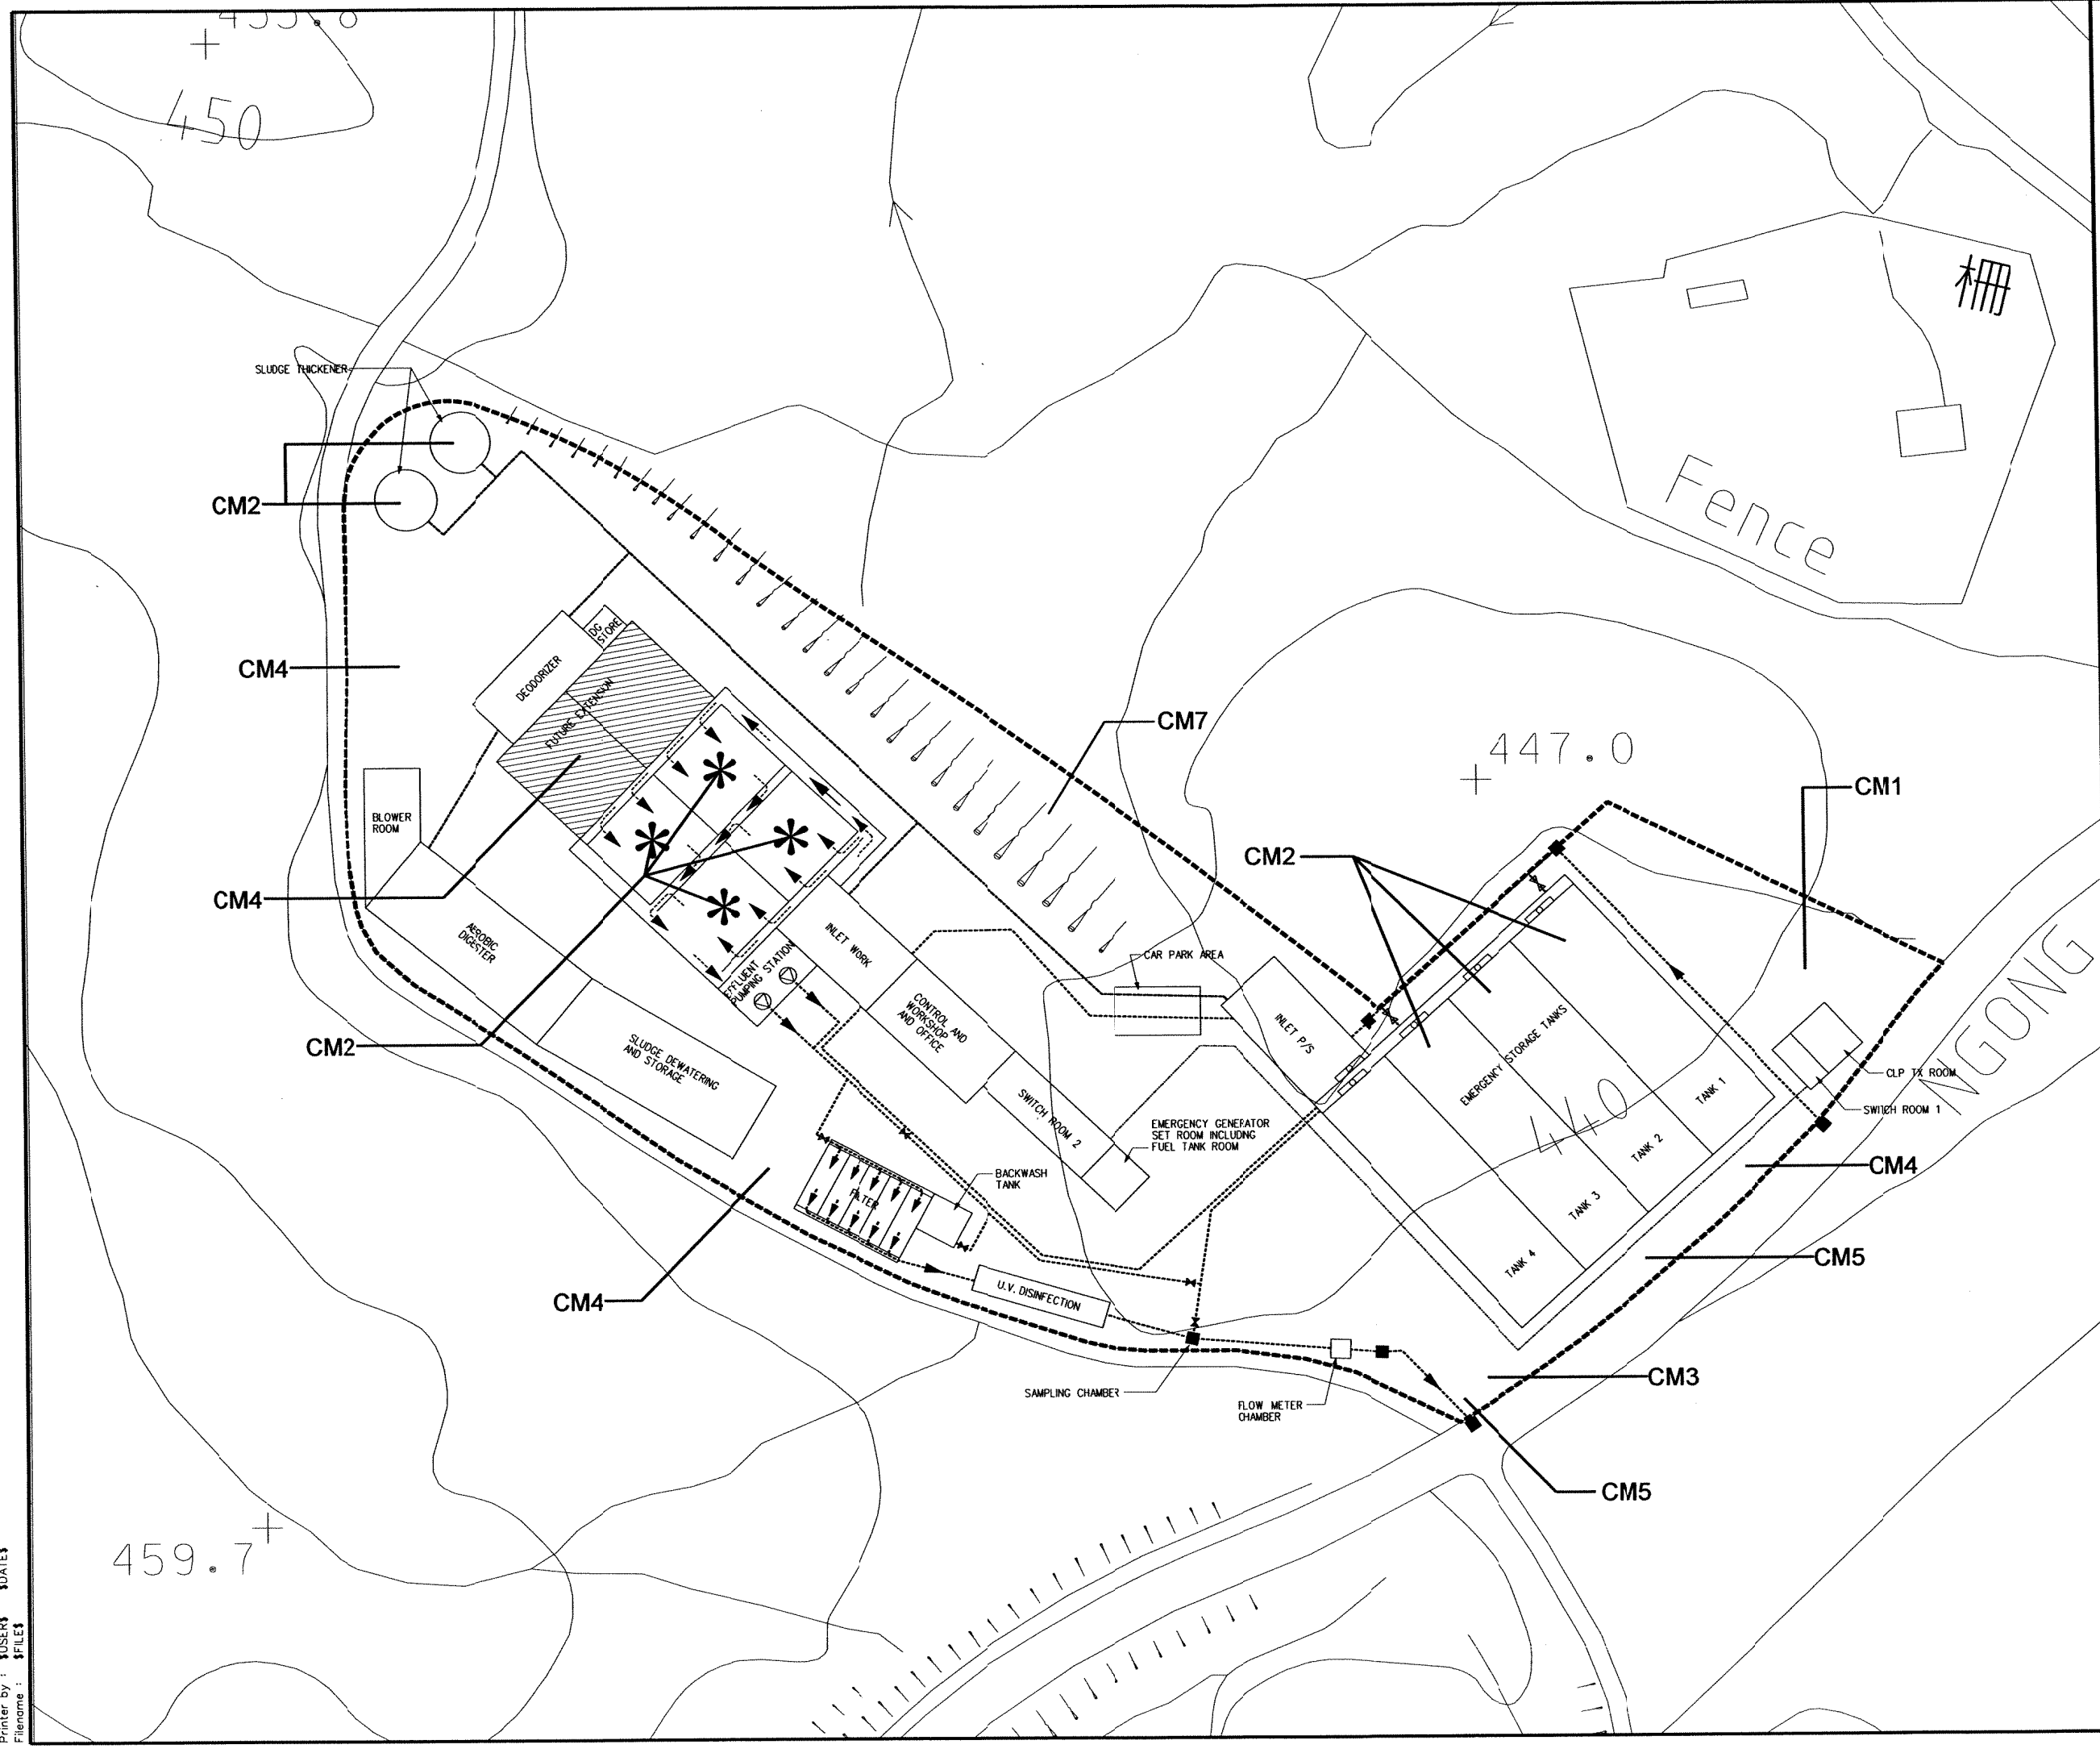 450
栅
Fence
SLUDGE THICKENER
CM2
DG
STORE
DEODORIZER
FUTURE EXTENSION
CM4
CM7
447.0
CM1
BLOWER
ROOM
CM2
CM4
AEROBIC
DIGESTER
INLET WORK
EFFLUENT
PUMPING STATION
CAR PARK AREA
NGONG
CONTROL AND
WORKSHOP
AND OFFICE
INLET P/S
EMERGENCY STORAGE TANKS
CM2
SLUDGE DEWATERING
AND STORAGE
CLP TX ROOM
SWITCH ROOM 1
TANK 1
440
TANK 2
TANK 3
TANK 4
SWITCH ROOM 2
EMERGENCY GENERATOR
SET ROOM INCLUDING
FUEL TANK ROOM
CM4
BACKWASH
TANK
FILTER
CM5
U.V. DISINFECTION
CM4
CM3
SAMPLING CHAMBER
FLOW METER
CHAMBER
CM5
459.7
Printer by : $USER$ $DATE$
Filename : $FILE$